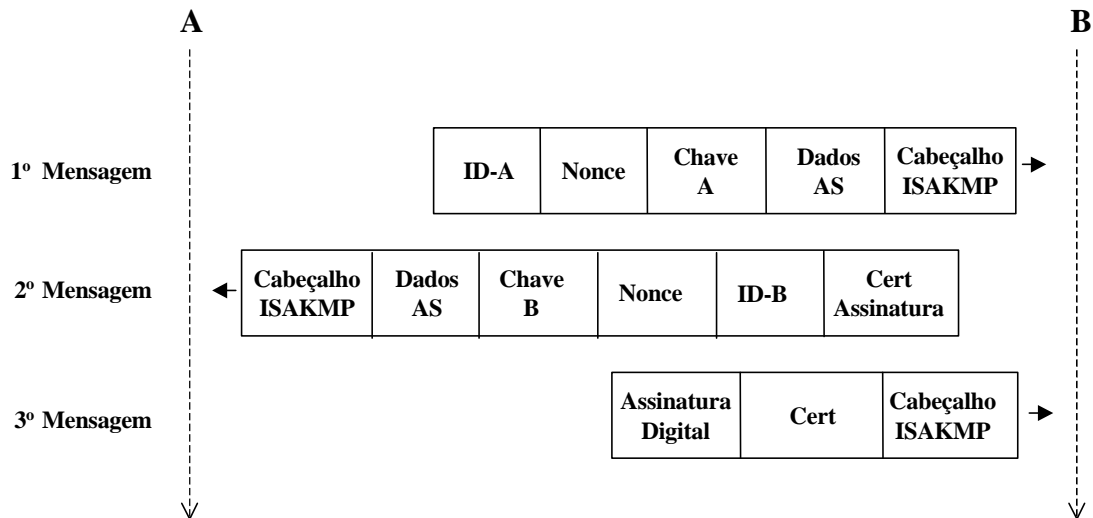 A
B
1º Mensagem
ID-A
Nonce
Chave
A
Dados
AS
Cabeçalho
ISAKMP
2º Mensagem
Cabeçalho
ISAKMP
Dados
AS
Chave
B
Nonce
ID-B
Cert
Assinatura
3º Mensagem
Assinatura
Digital
Cert
Cabeçalho
ISAKMP